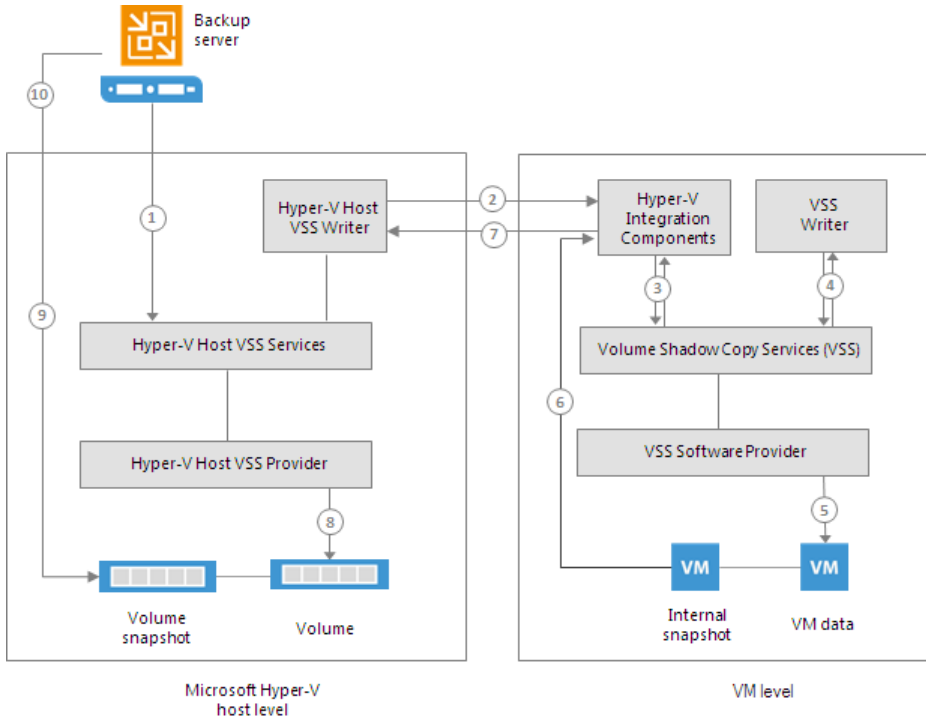 Backup
server
10
1
Hyper-V Host
VSS Writer
2
7
Hyper-V
Integration
Components
VSS
Writer
3
4
9
Hyper-V Host VSS Services
Volume Shadow Copy Services (VSS)
6
Hyper-V Host VSS Provider
VSS Software Provider
8
5
VM
VM
Volume
snapshot
Volume
Internal
snapshot
VM data
Microsoft Hyper-V
host level
VM level